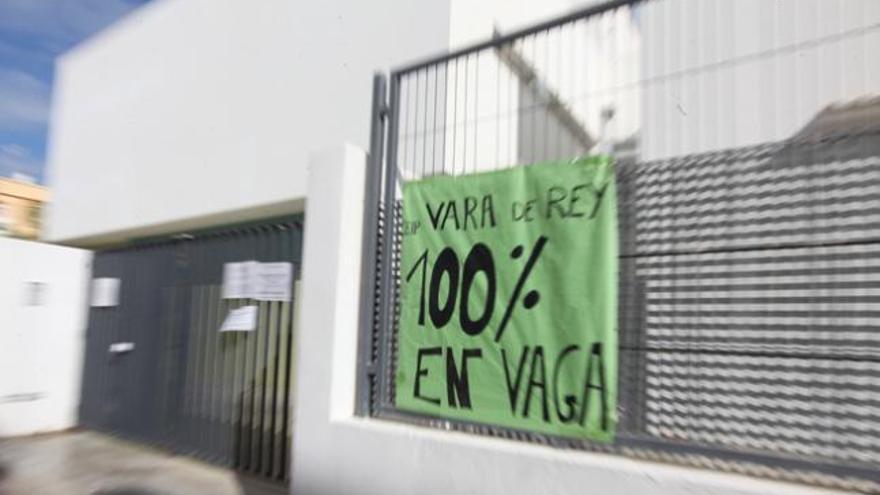 CEIP VARA DE REY
100%
EN VAGA